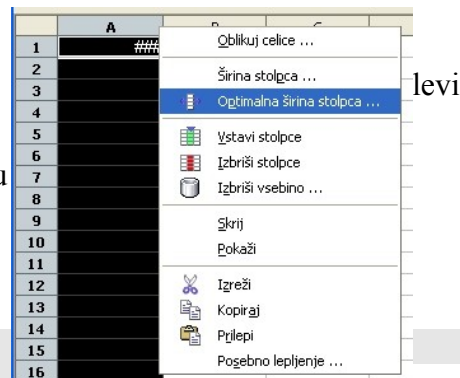 A
1 ###
Oblikuj celice ...
2
Širina stolpca ...
3
levi
Optimalna širina stolpca ...
4
5
Vstavi stolpce
6
Izbriši stolpce
u
7
Izbriši vsebino ...
8
9
Skrij
10
Pokaži
11
12
Izreži
13
Kopiraj
14
Prilepi
15
Posebno lepljenje ...
16